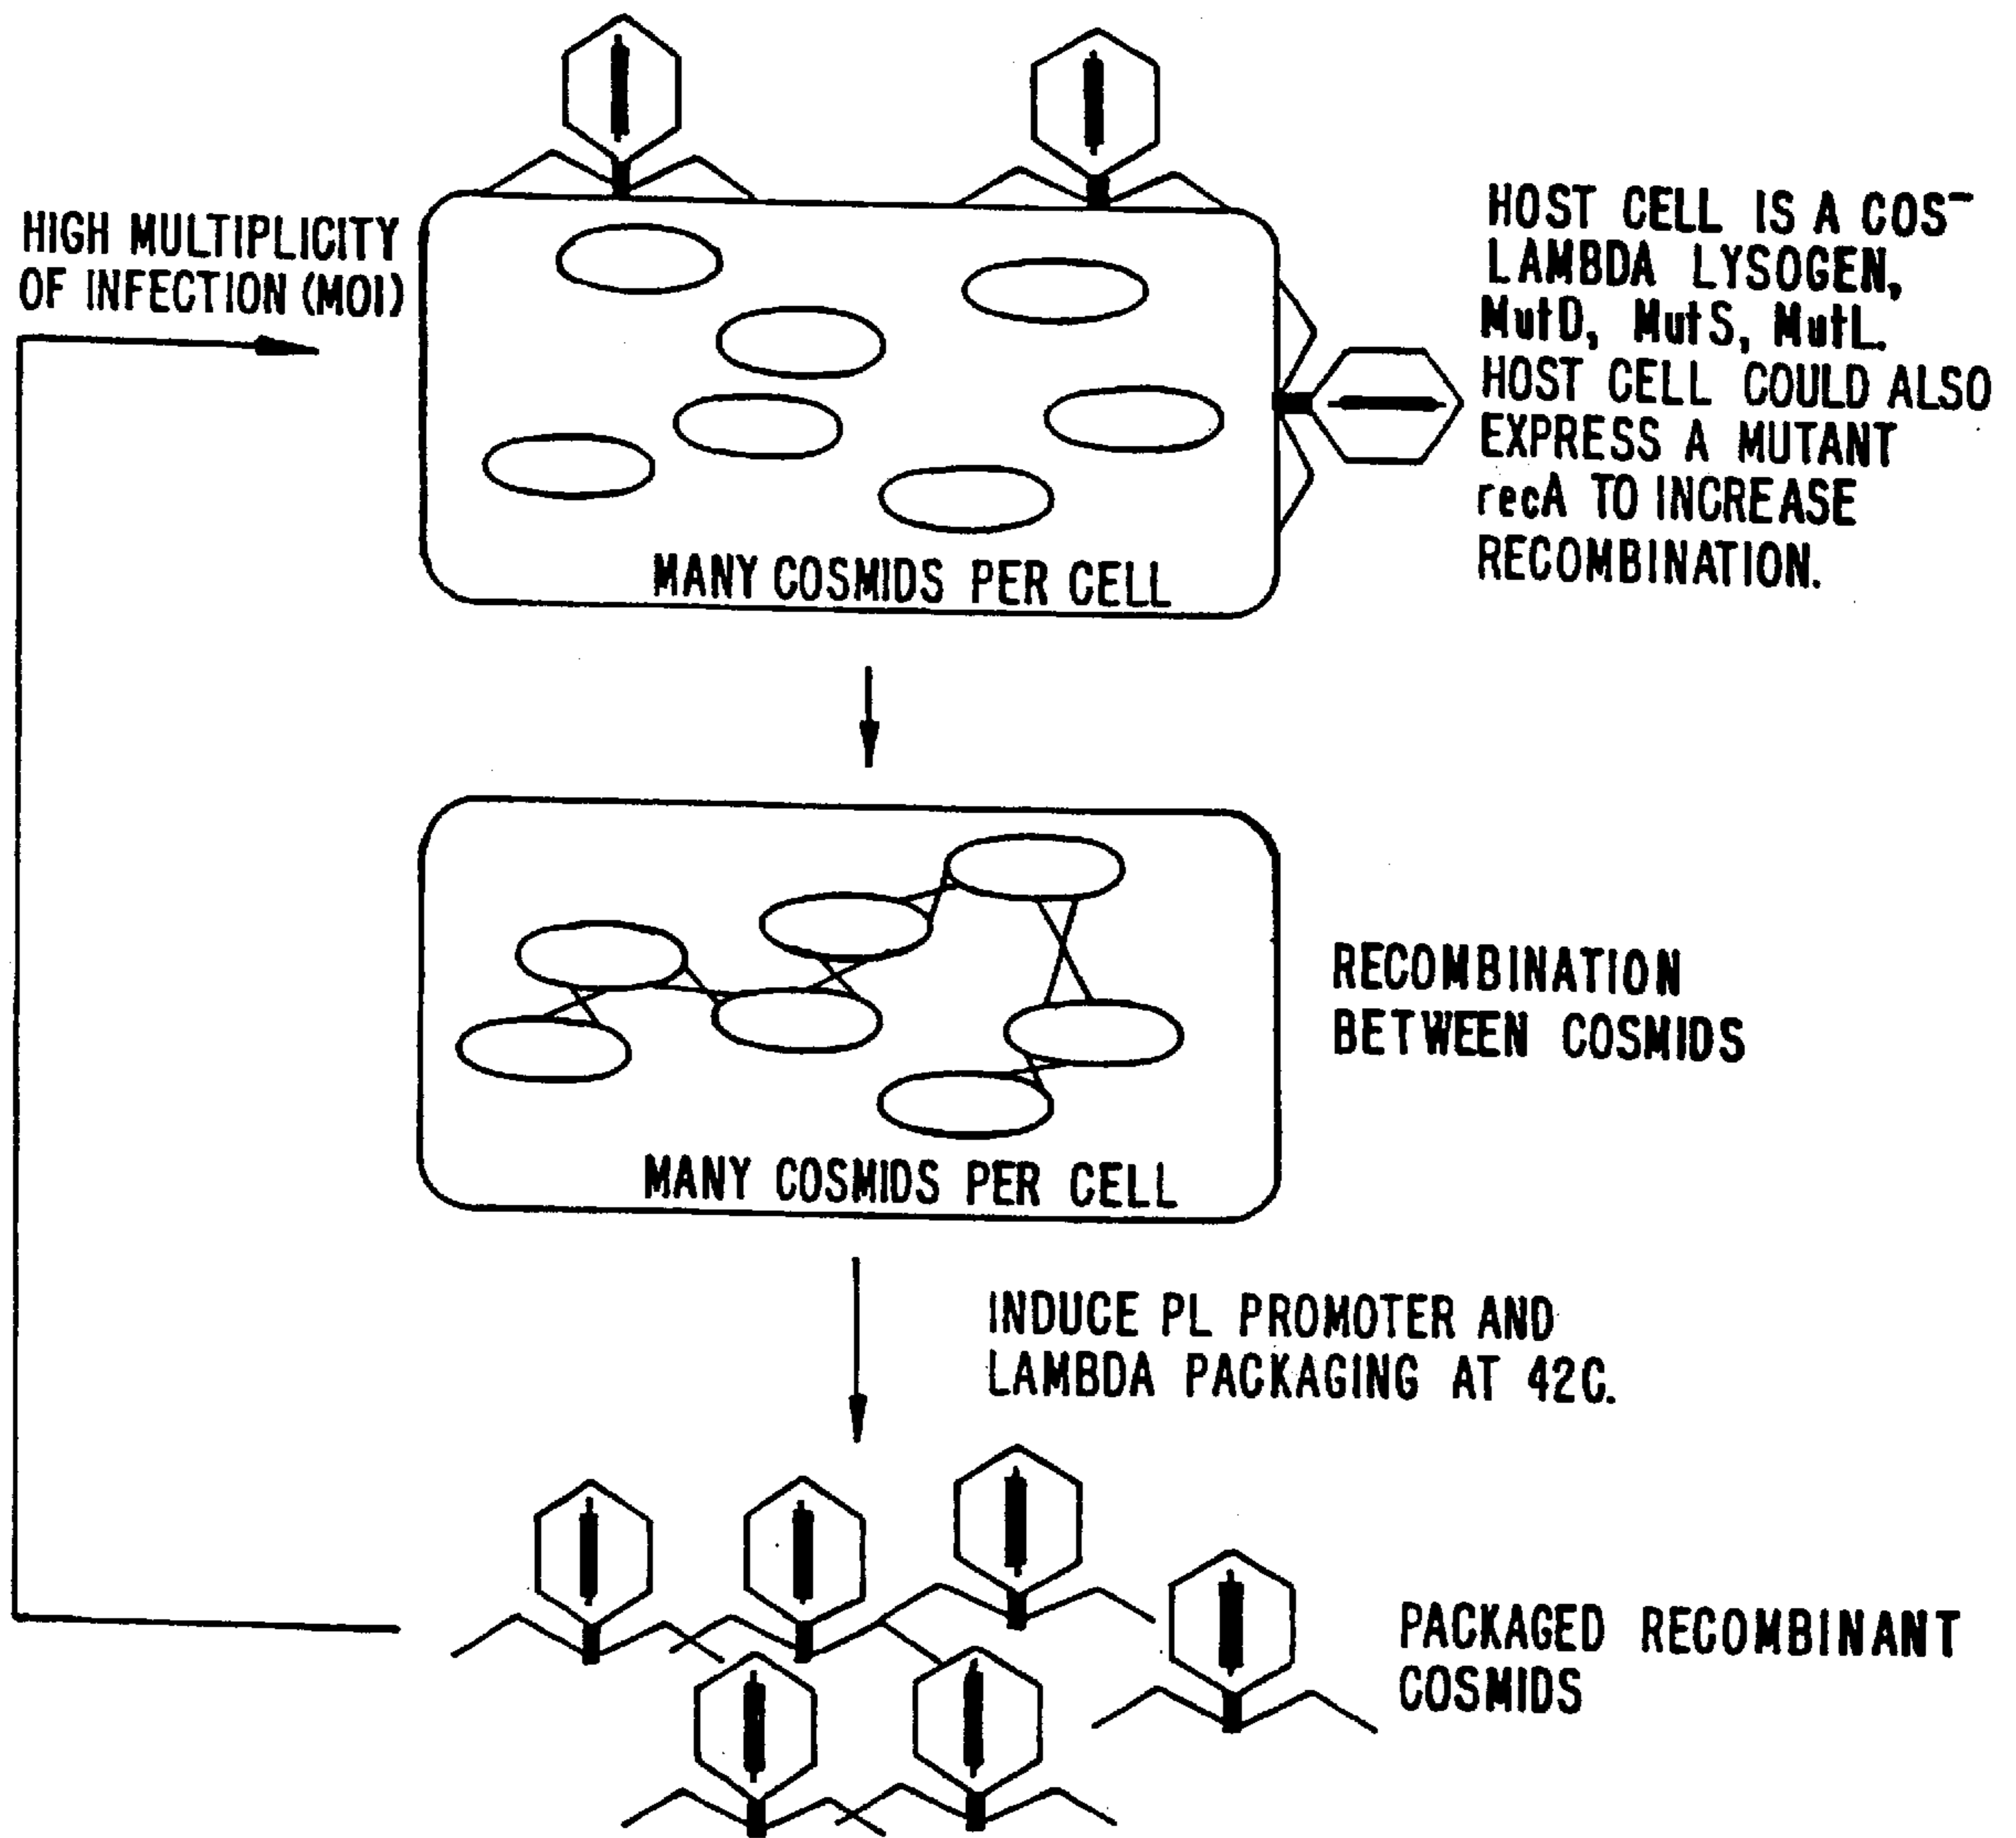 HIGH MULTIPLICITY
OF INFECTION (MOI)
HOST CELL IS A COS⁻
LAMBDA LYSOGEN,
MutD, MutS, MutL.
HOST CELL COULD ALSO
EXPRESS A MUTANT
recA TO INCREASE
RECOMBINATION.
MANY COSMIDS PER CELL
RECOMBINATION
BETWEEN COSMIDS
MANY COSMIDS PER CELL
INDUCE PL PROMOTER AND
LAMBDA PACKAGING AT 42C.
PACKAGED RECOMBINANT
COSMIDS